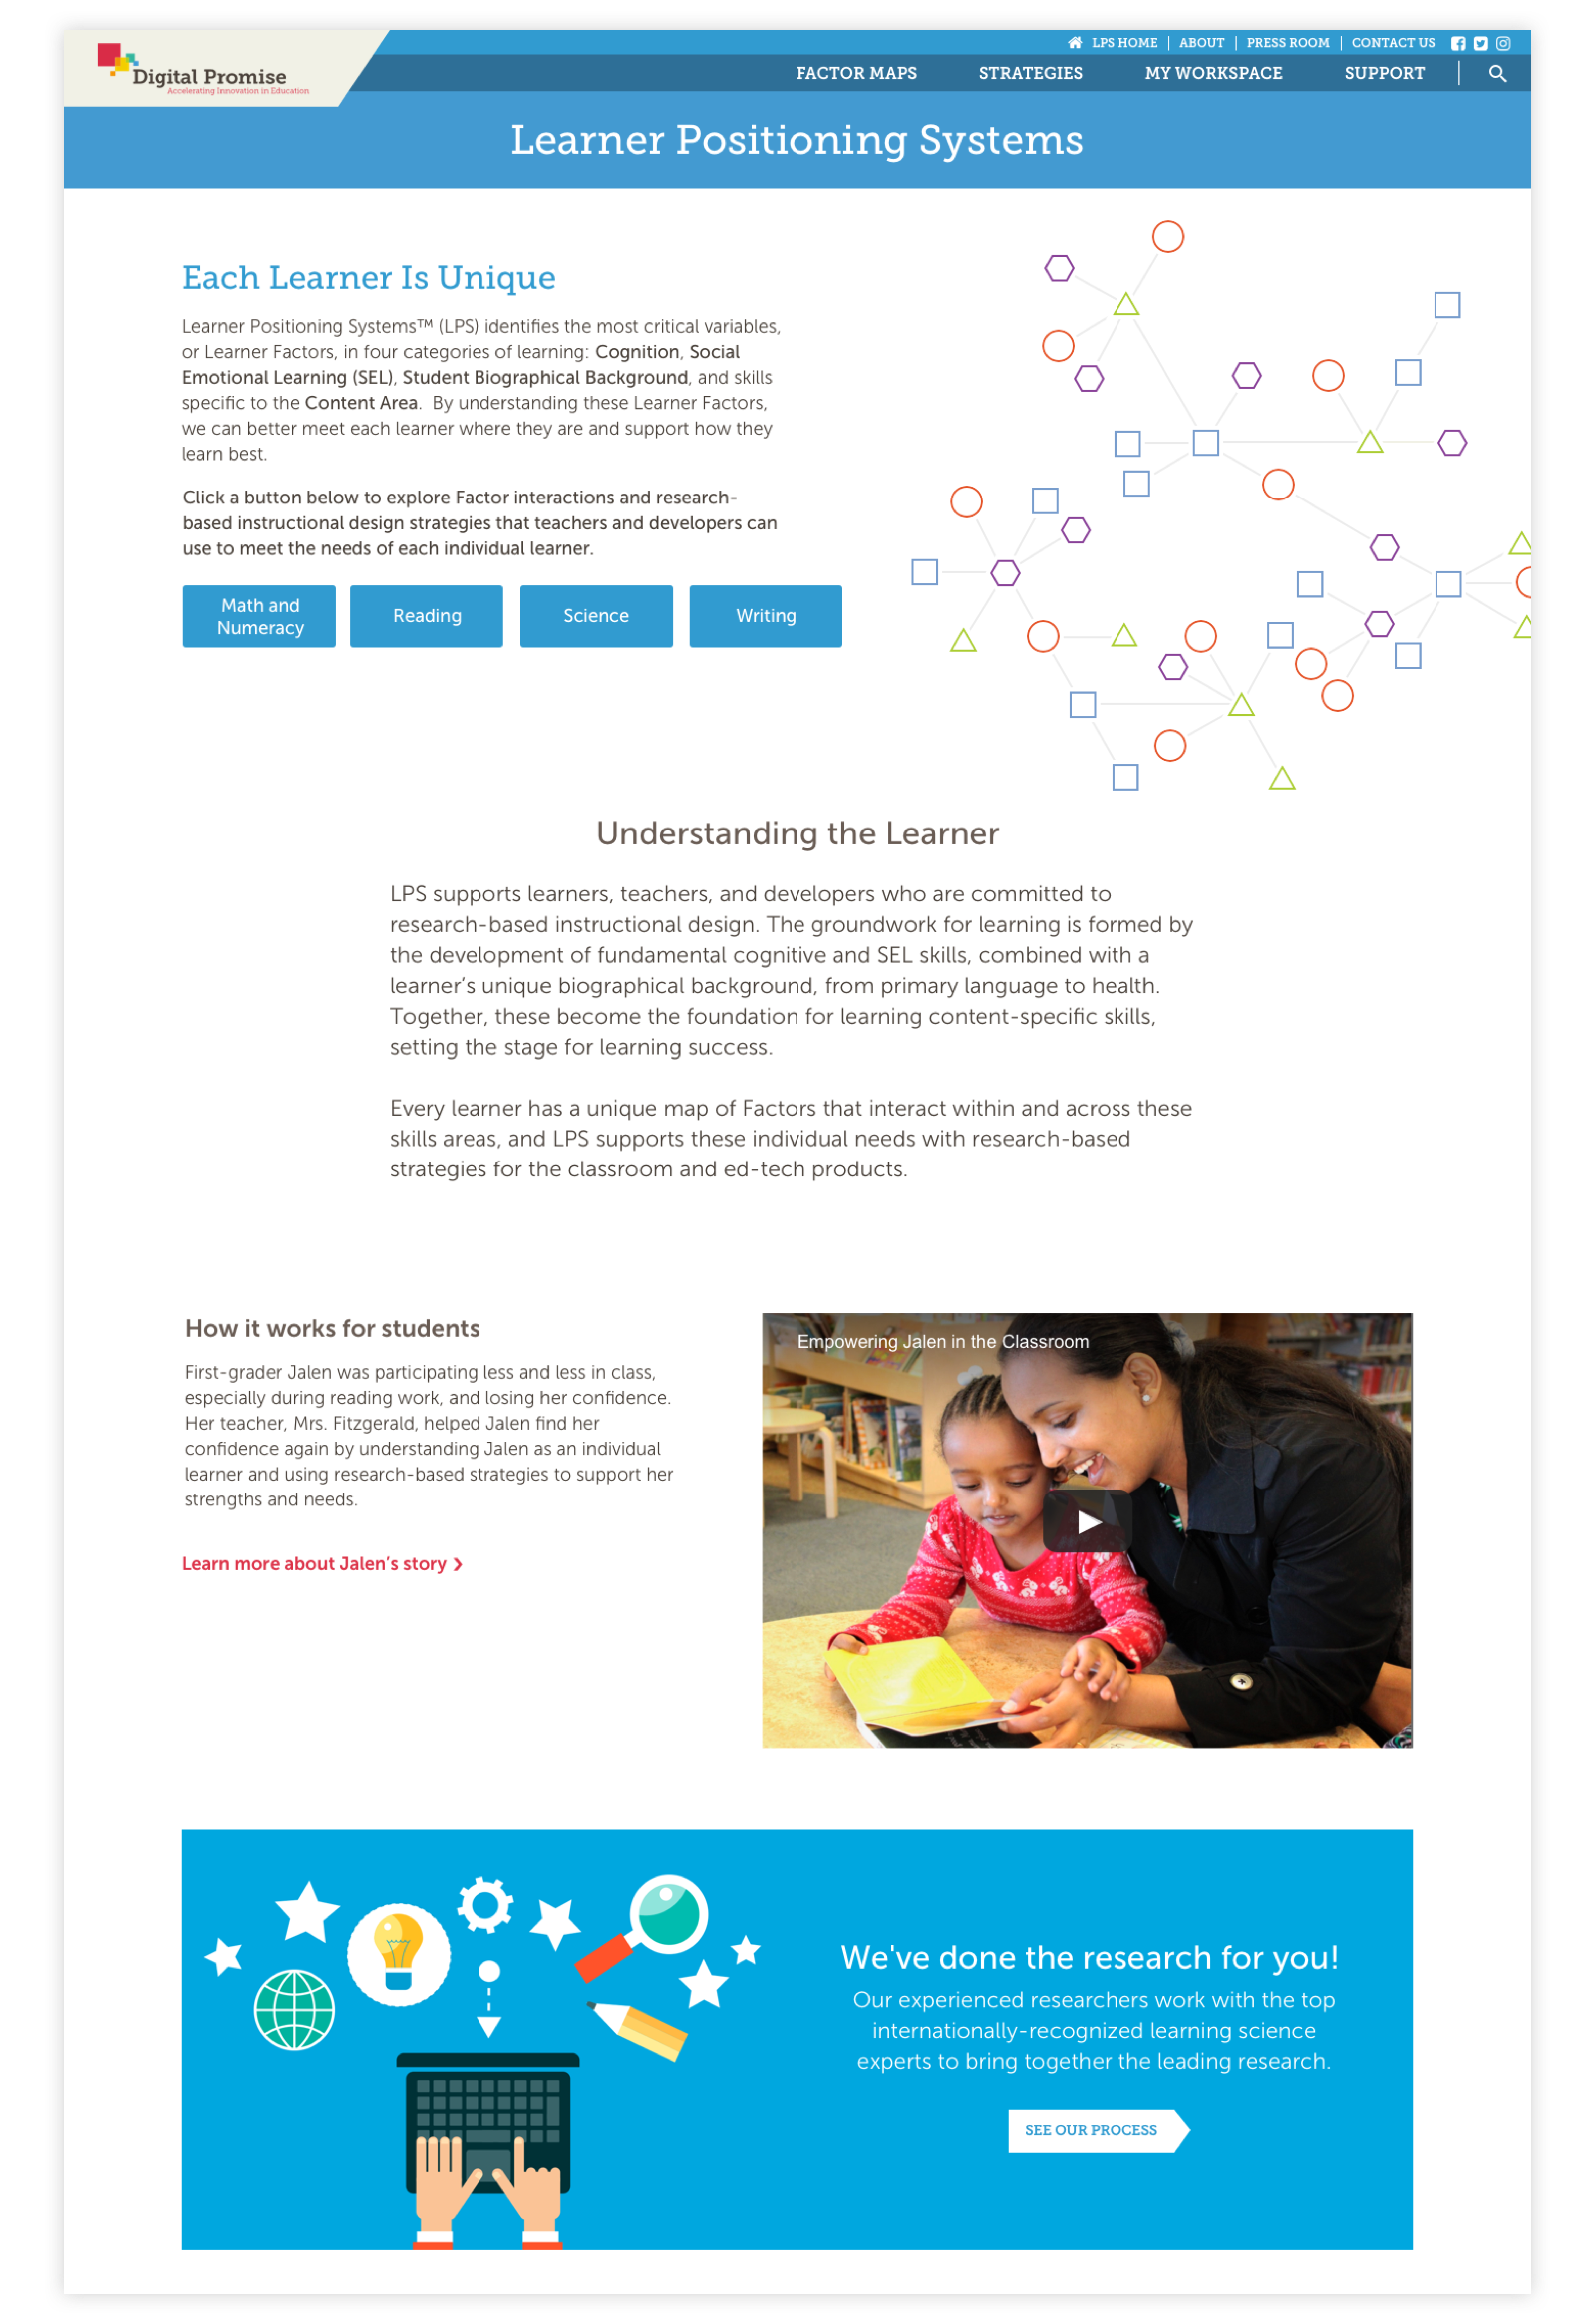 LPS HOME
ABOUT
PRESS ROOM
CONTACT US
Digital Promise
Accelerating Innovation in Education
FACTOR MAPS
STRATEGIES
MY WORKSPACE
SUPPORT
Learner Positioning Systems
Each Learner Is Unique
Learner Positioning Systems™ (LPS) identifies the most critical variables,
or Learner Factors, in four categories of learning: Cognition, Social
Emotional Learning (SEL), Student Biographical Background, and skills
specific to the Content Area.  By understanding these Learner Factors,
we can better meet each learner where they are and support how they
learn best.
Click a button below to explore Factor interactions and research-
based instructional design strategies that teachers and developers can
use to meet the needs of each individual learner.
Math and
Numeracy
Reading
Science
Writing
Understanding the Learner
LPS supports learners, teachers, and developers who are committed to
research-based instructional design. The groundwork for learning is formed by
the development of fundamental cognitive and SEL skills, combined with a
learner’s unique biographical background, from primary language to health.
Together, these become the foundation for learning content-specific skills,
setting the stage for learning success.
Every learner has a unique map of Factors that interact within and across these
skills areas, and LPS supports these individual needs with research-based
strategies for the classroom and ed-tech products.
How it works for students
First-grader Jalen was participating less and less in class,
especially during reading work, and losing her confidence.
Her teacher, Mrs. Fitzgerald, helped Jalen find her
confidence again by understanding Jalen as an individual
learner and using research-based strategies to support her
strengths and needs.
Learn more about Jalen’s story
Empowering Jalen in the Classroom
We've done the research for you!
Our experienced researchers work with the top
internationally-recognized learning science
experts to bring together the leading research.
SEE OUR PROCESS